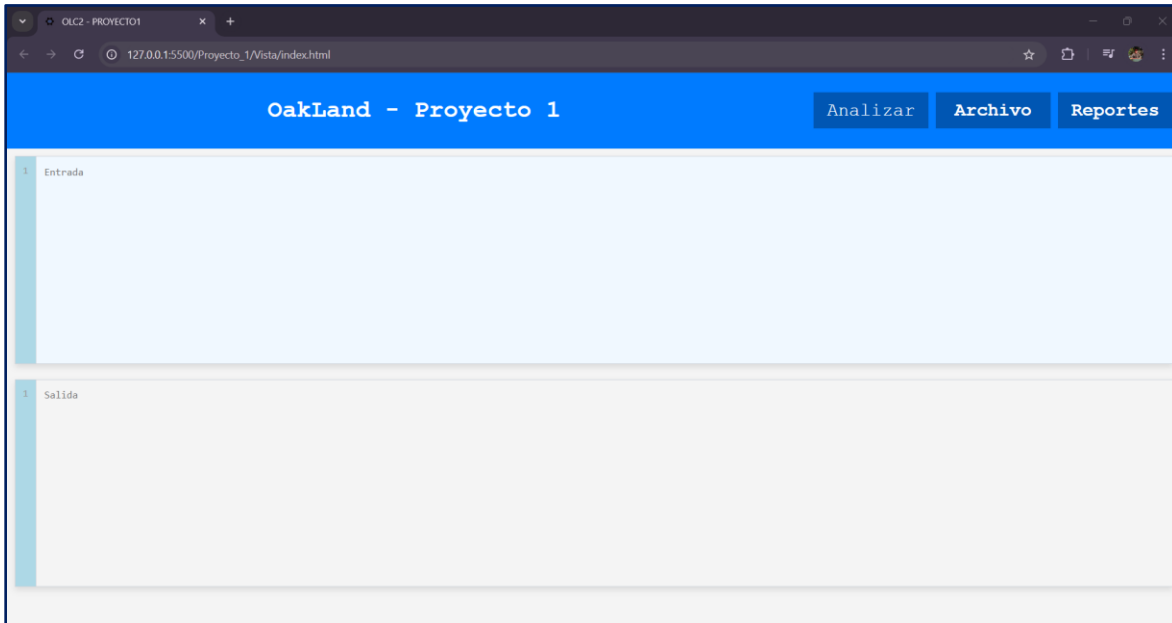 OLC2 - PROYECTO1
127.0.0.1:5500/Proyecto_1/Vista/index.html
OakLand - Proyecto 1
Analizar Archivo Reportes
1 Entrada
1 Salida